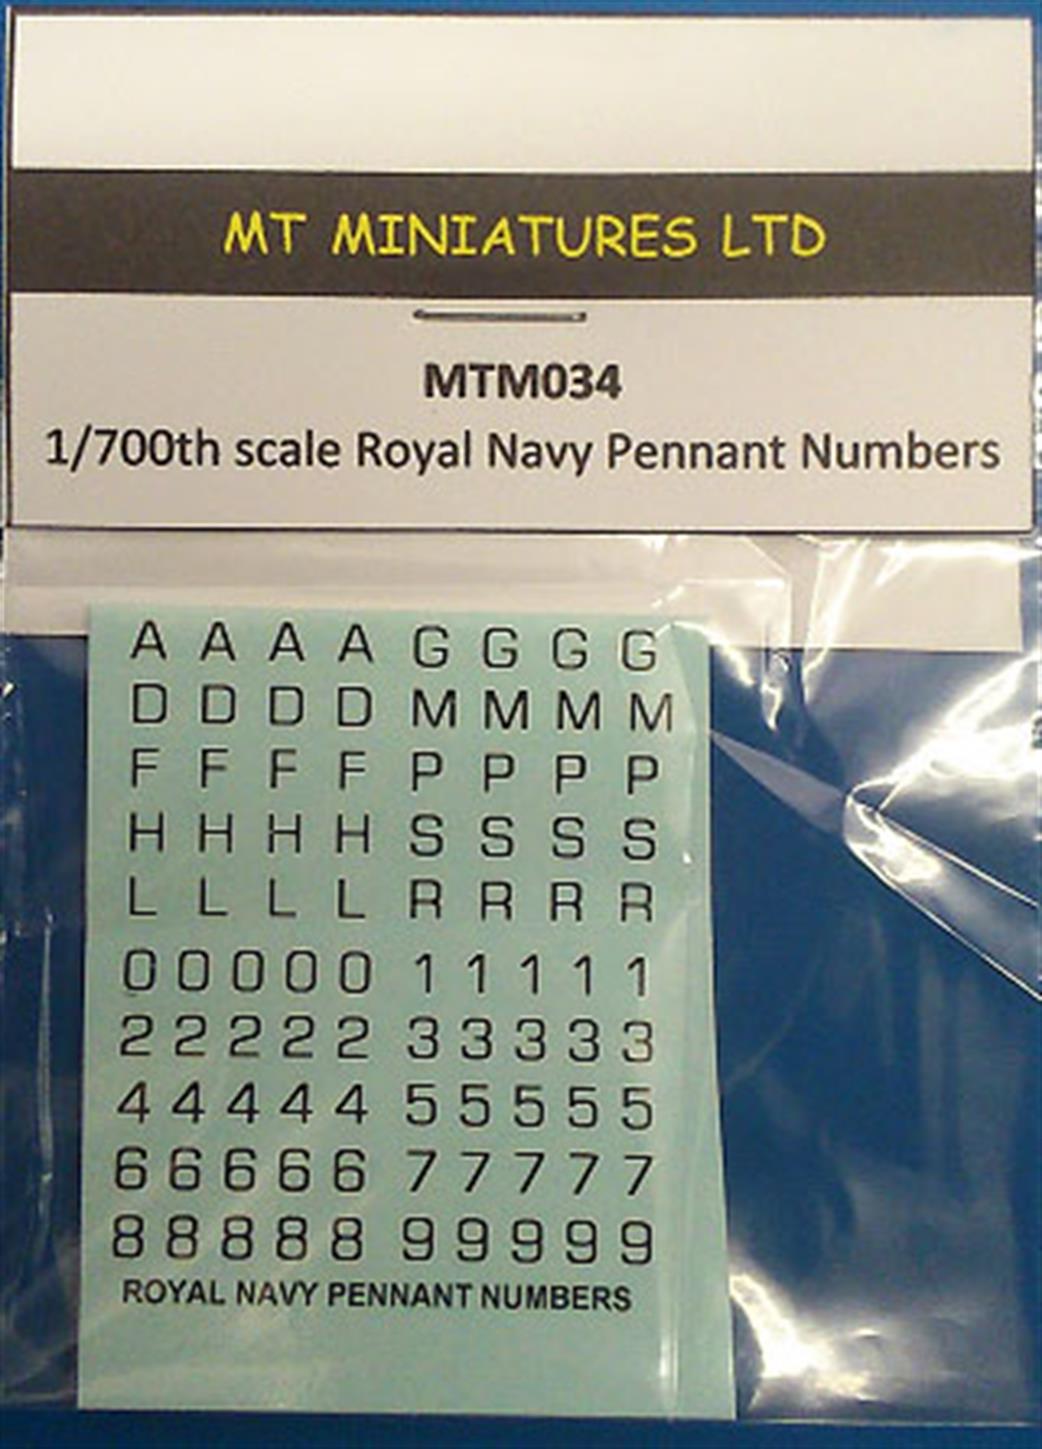 MT MINIATURES LTD
MTM034
1/700th scale Royal Navy Pennant Numbers
A A A A G G G G
D D D D M M M M
F F F F P P P P
H H H H S S S S
L L L L R R R R
0 0 0 0 0 1 1 1 1 1
2 2 2 2 2 3 3 3 3 3
4 4 4 4 4 5 5 5 5 5
6 6 6 6 6 7 7 7 7 7
8 8 8 8 8 9 9 9 9 9
ROYAL NAVY PENNANT NUMBERS